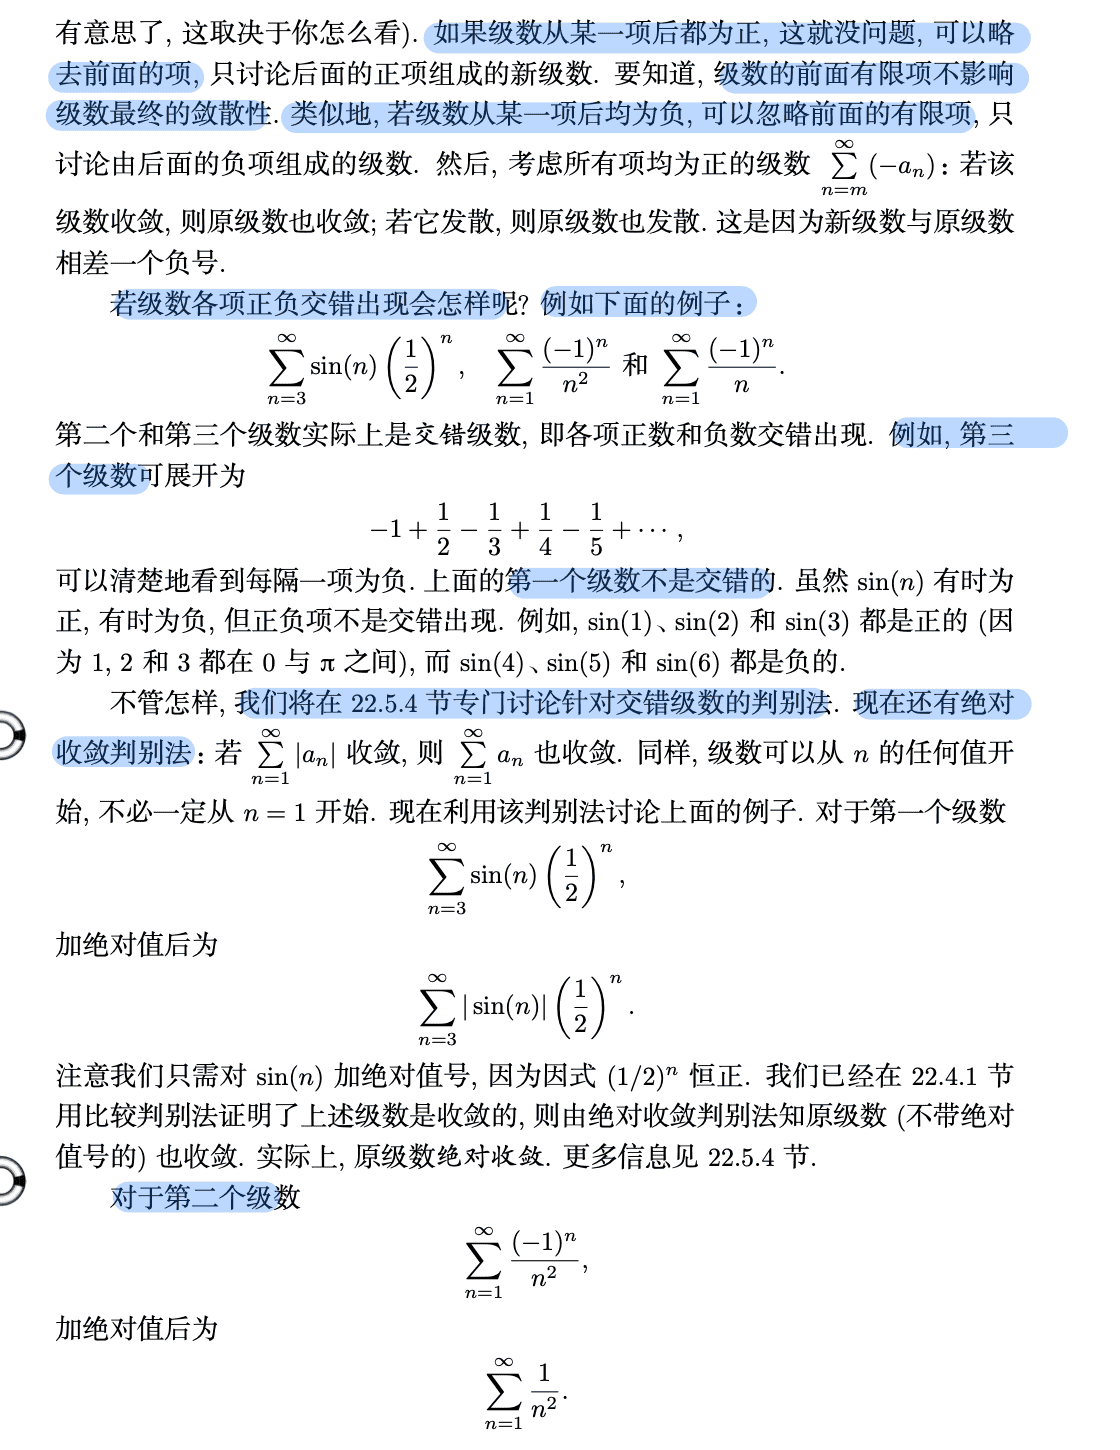 有意思了, 这取决于你怎么看). 如果级数从某一项后都为正, 这就没问题, 可以略
去前面的项, 只讨论后面的正项组成的新级数. 要知道, 级数的前面有限项不影响
级数最终的敛散性. 类似地, 若级数从某一项后均为负, 可以忽略前面的有限项, 只
讨论由后面的负项组成的级数. 然后, 考虑所有项均为正的级数 $\sum_{n=m}^{\infty}(-a_n)$: 若该
级数收敛, 则原级数也收敛; 若它发散, 则原级数也发散. 这是因为新级数与原级数
相差一个负号.
若级数各项正负交错出现会怎样呢? 例如下面的例子:
$\sum_{n=3}^{\infty}\sin(n)\left(\frac{1}{2}\right)^n$, $\sum_{n=1}^{\infty}\frac{(-1)^n}{n^2}$ 和 $\sum_{n=1}^{\infty}\frac{(-1)^n}{n}$.
第二个和第三个级数实际上是交错级数, 即各项正数和负数交错出现. 例如, 第三
个级数可展开为
$-1+\frac{1}{2}-\frac{1}{3}+\frac{1}{4}-\frac{1}{5}+\cdots$,
可以清楚地看到每隔一项为负. 上面的第一个级数不是交错的. 虽然 sin(n) 有时为
正, 有时为负, 但正负项不是交错出现. 例如, sin(1)、sin(2) 和 sin(3) 都是正的 (因
为 1, 2 和 3 都在 0 与 π 之间), 而 sin(4)、sin(5) 和 sin(6) 都是负的.
不管怎样, 我们将在 22.5.4 节专门讨论针对交错级数的判别法. 现在还有绝对
收敛判别法: 若 $\sum_{n=1}^{\infty}|a_n|$ 收敛, 则 $\sum_{n=1}^{\infty}a_n$ 也收敛. 同样, 级数可以从 n 的任何值开
始, 不必一定从 n = 1 开始. 现在利用该判别法讨论上面的例子. 对于第一个级数
$\sum_{n=3}^{\infty}\sin(n)\left(\frac{1}{2}\right)^n$,
加绝对值后为
$\sum_{n=3}^{\infty}|\sin(n)|\left(\frac{1}{2}\right)^n$.
注意我们只需对 sin(n) 加绝对值号, 因为因式 $(1/2)^n$ 恒正. 我们已经在 22.4.1 节
用比较判别法证明了上述级数是收敛的, 则由绝对收敛判别法知原级数 (不带绝对
值号的) 也收敛. 实际上, 原级数绝对收敛. 更多信息见 22.5.4 节.
对于第二个级数
$\sum_{n=1}^{\infty}\frac{(-1)^n}{n^2}$,
加绝对值后为
$\sum_{n=1}^{\infty}\frac{1}{n^2}$.